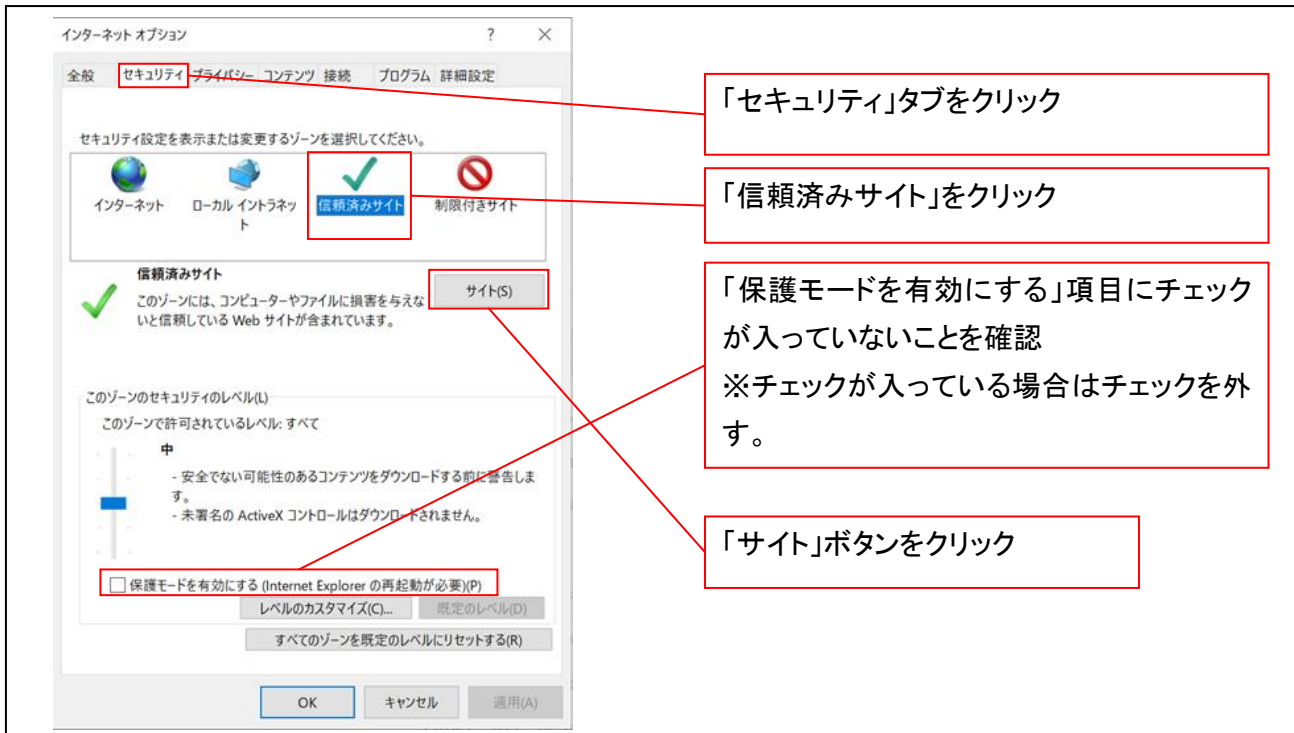 インターネット オプション
? ×
全般 セキュリティ プライバシー コンテンツ 接続 プログラム 詳細設定
セキュリティ設定を表示または変更するゾーンを選択してください。
インターネット
ローカル イントラネッ
ト
信頼済みサイト
制限付きサイト
信頼済みサイト
このゾーンには、コンピューターやファイルに損害を与えな
いと信頼している Web サイトが含まれています。
サイト(S)
このゾーンのセキュリティのレベル(L)
このゾーンで許可されているレベル: すべて
中
- 安全でない可能性のあるコンテンツをダウンロードする前に警告しま
す。
- 未署名の ActiveX コントロールはダウンロードされません。
保護モードを有効にする (Internet Explorer の再起動が必要)(P)
レベルのカスタマイズ(C)... 既定のレベル(D)
すべてのゾーンを既定のレベルにリセットする(R)
OK キャンセル 適用(A)
「セキュリティ」タブをクリック
「信頼済みサイト」をクリック
「保護モードを有効にする」項目にチェック
が入っていないことを確認
※チェックが入っている場合はチェックを外
す。
「サイト」ボタンをクリック